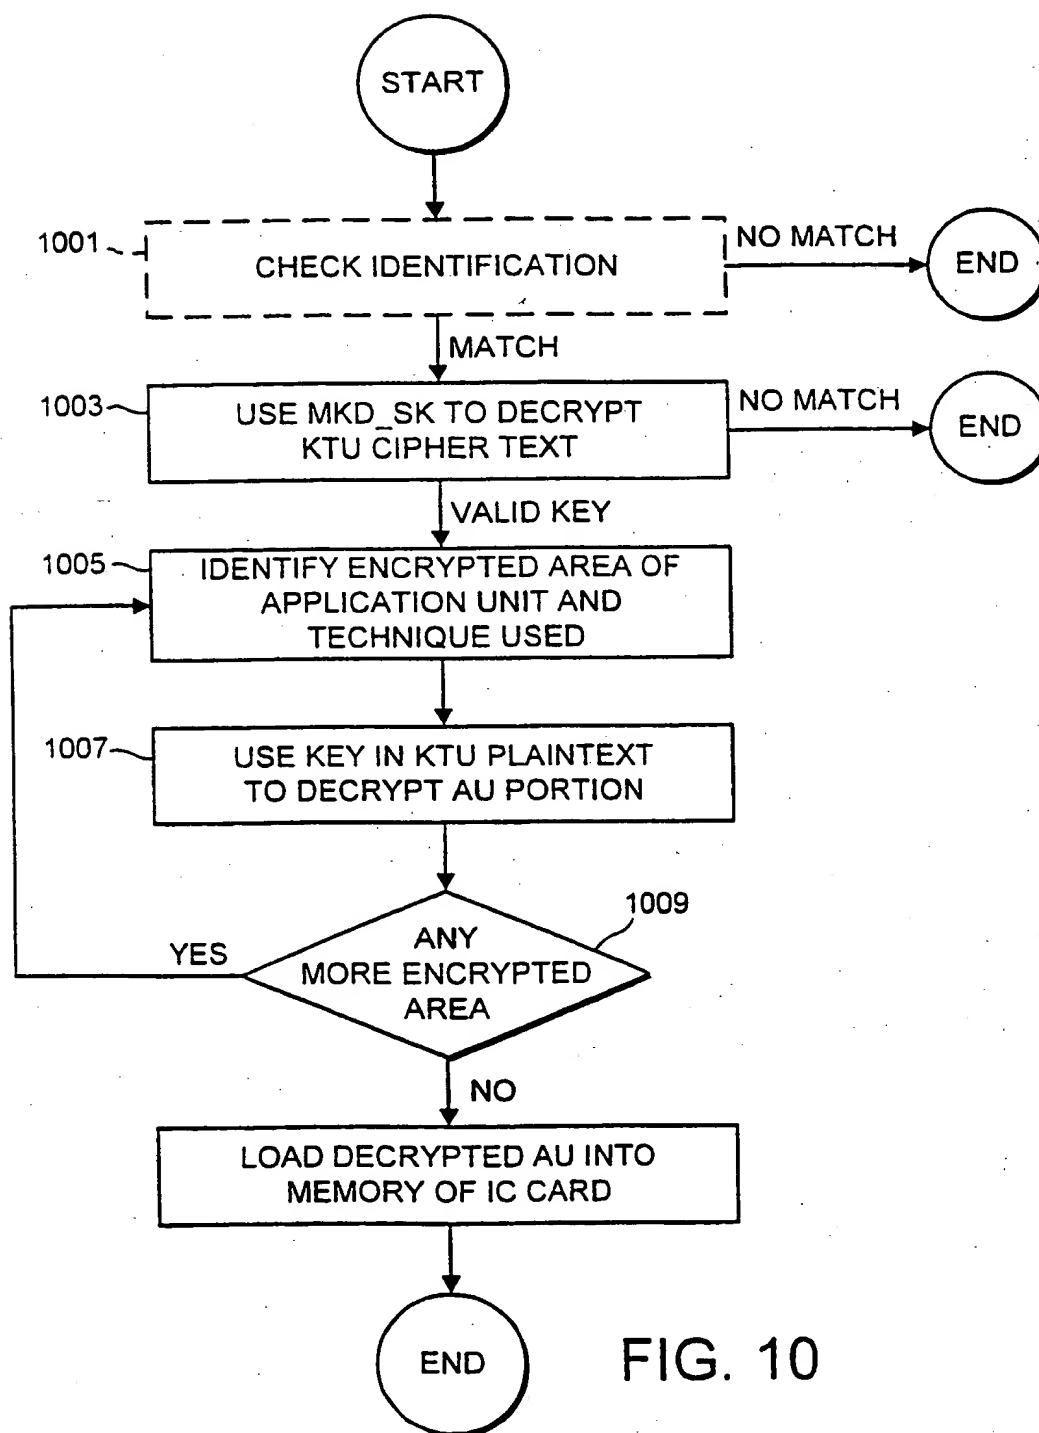 START
1001
CHECK IDENTIFICATION
NO MATCH
END
MATCH
1003
USE MKD_SK TO DECRYPT
KTU CIPHER TEXT
NO MATCH
END
VALID KEY
1005
IDENTIFY ENCRYPTED AREA OF
APPLICATION UNIT AND
TECHNIQUE USED
1007
USE KEY IN KTU PLAINTEXT
TO DECRYPT AU PORTION
1009
ANY
MORE ENCRYPTED
AREA
YES
NO
LOAD DECRYPTED AU INTO
MEMORY OF IC CARD
END
FIG. 10